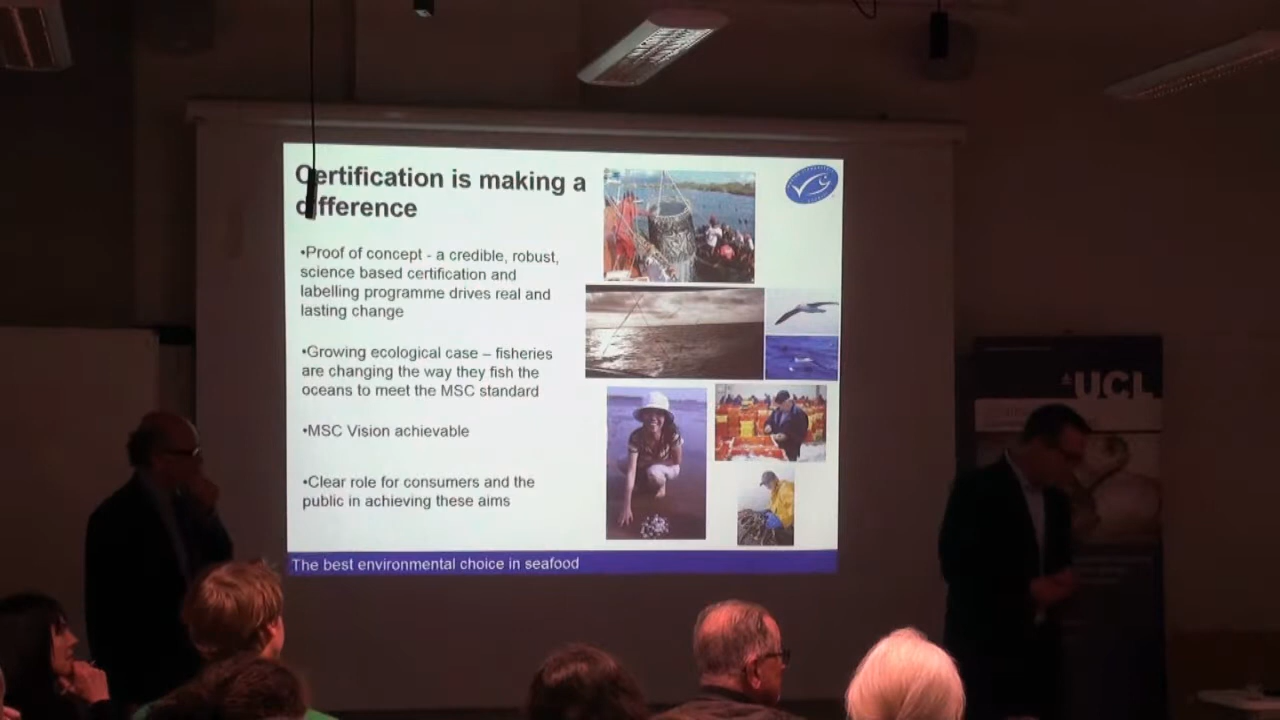 Certification is making a
difference
•Proof of concept - a credible, robust,
science based certification and
labelling programme drives real and
lasting change
•Growing ecological case – fisheries
are changing the way they fish the
oceans to meet the MSC standard
•MSC Vision achievable
•Clear role for consumers and the
public in achieving these aims
The best environmental choice in seafood
UCL